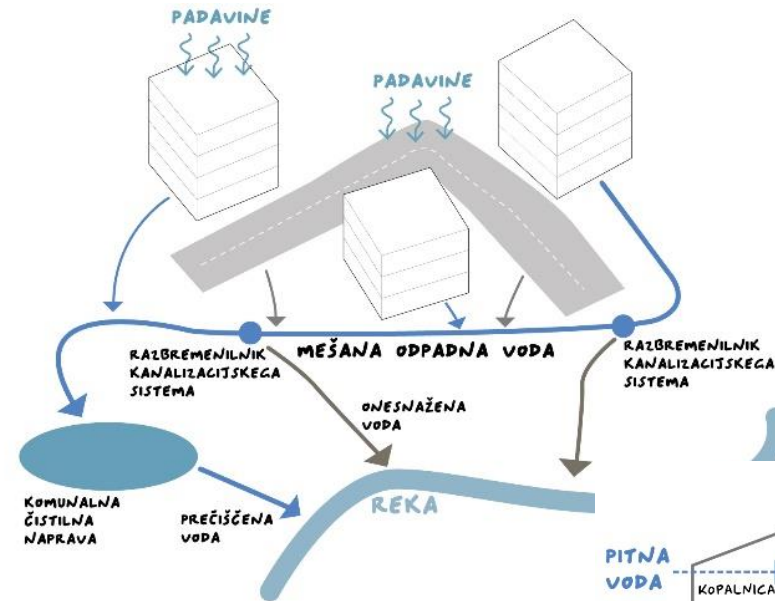 PADAVINE
PADAVINE
MEŠANA ODPADNA VODA
RAZBREMENILNIK
KANALIZACIJSKEGA
SISTEMA
RAZBREMENILNIK
KANALIZACIJSKEGA
SISTEMA
ONESNAŽENA
VODA
REKA
KOMUNALNA
ČISTILNA
NAPRAVA
PREČIŠČENA
VODA
PITNA
VODA
KOPALNICA